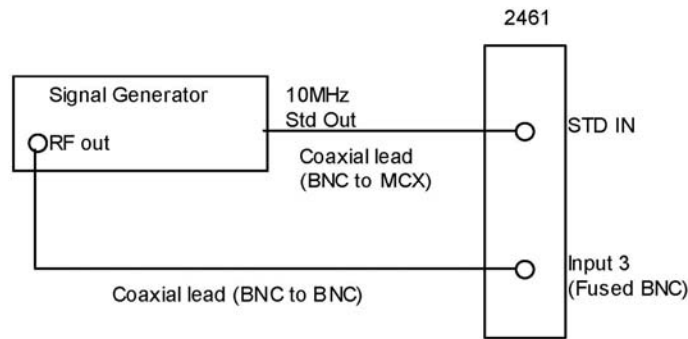 2461
Signal Generator
10MHz
Std Out
RF out
STD IN
Coaxial lead
(BNC to MCX)
Input 3
(Fused BNC)
Coaxial lead (BNC to BNC)